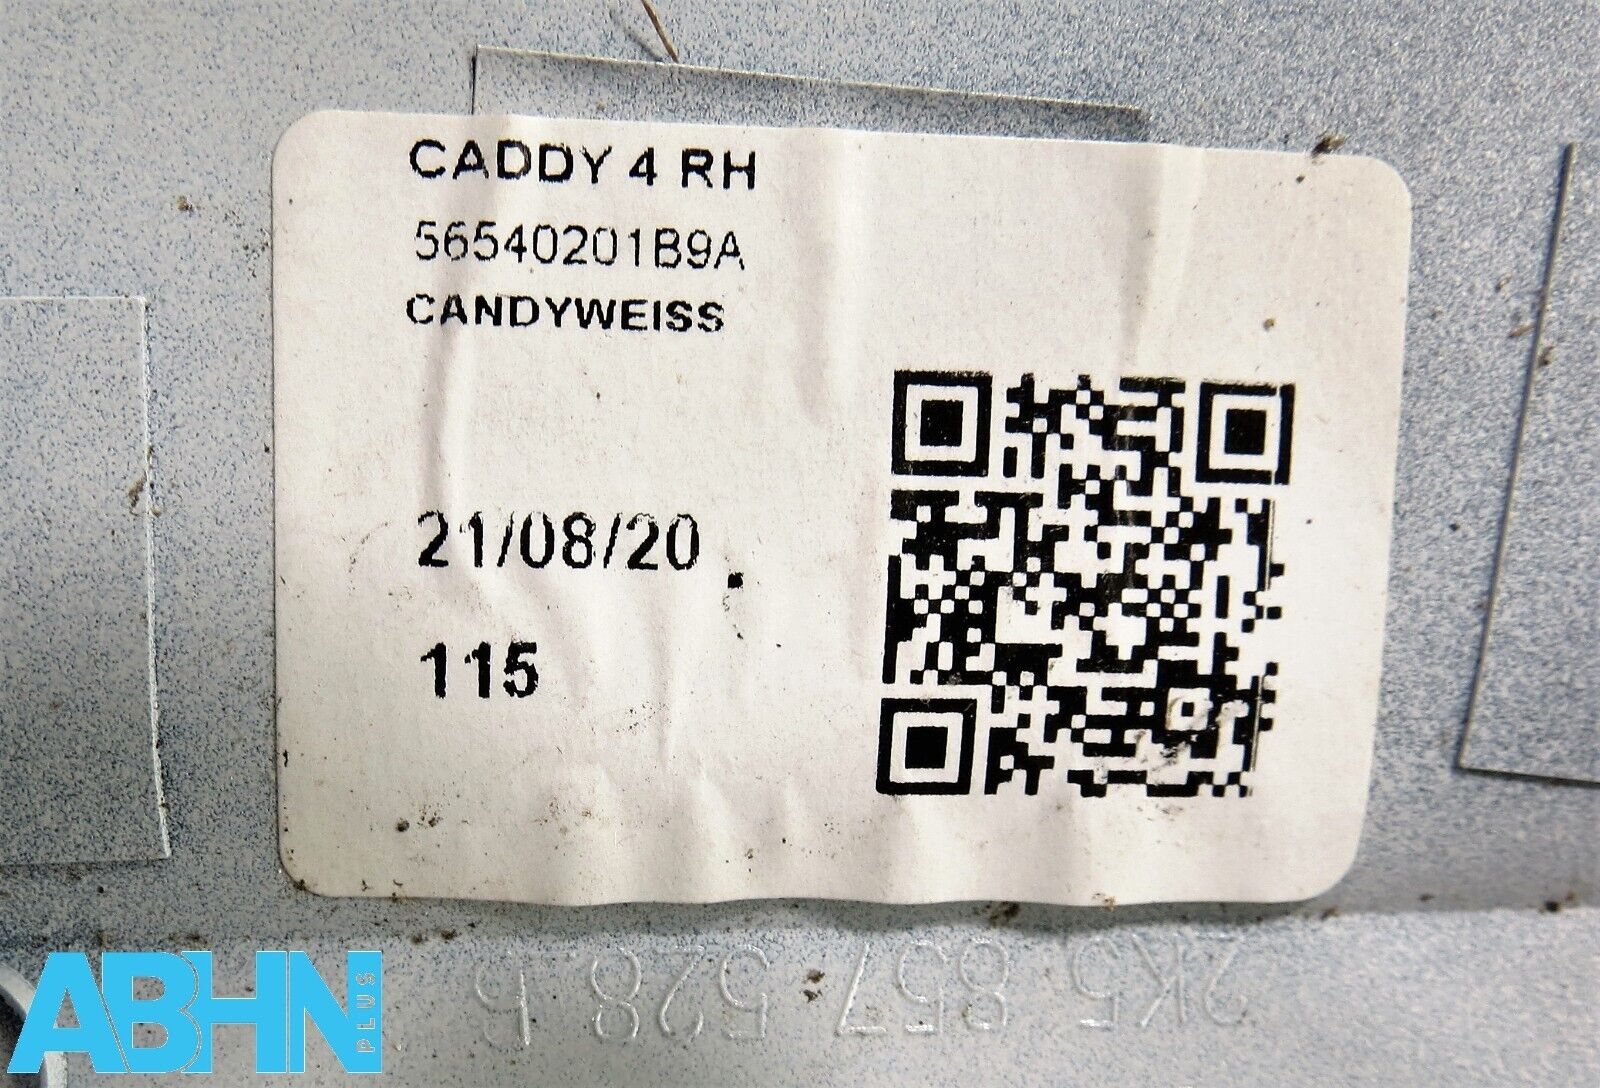 CADDY 4 RH
56540201B9A
CANDYWEISS
21/08/20
115
2K5 857 528.B
ABHN
PLUS